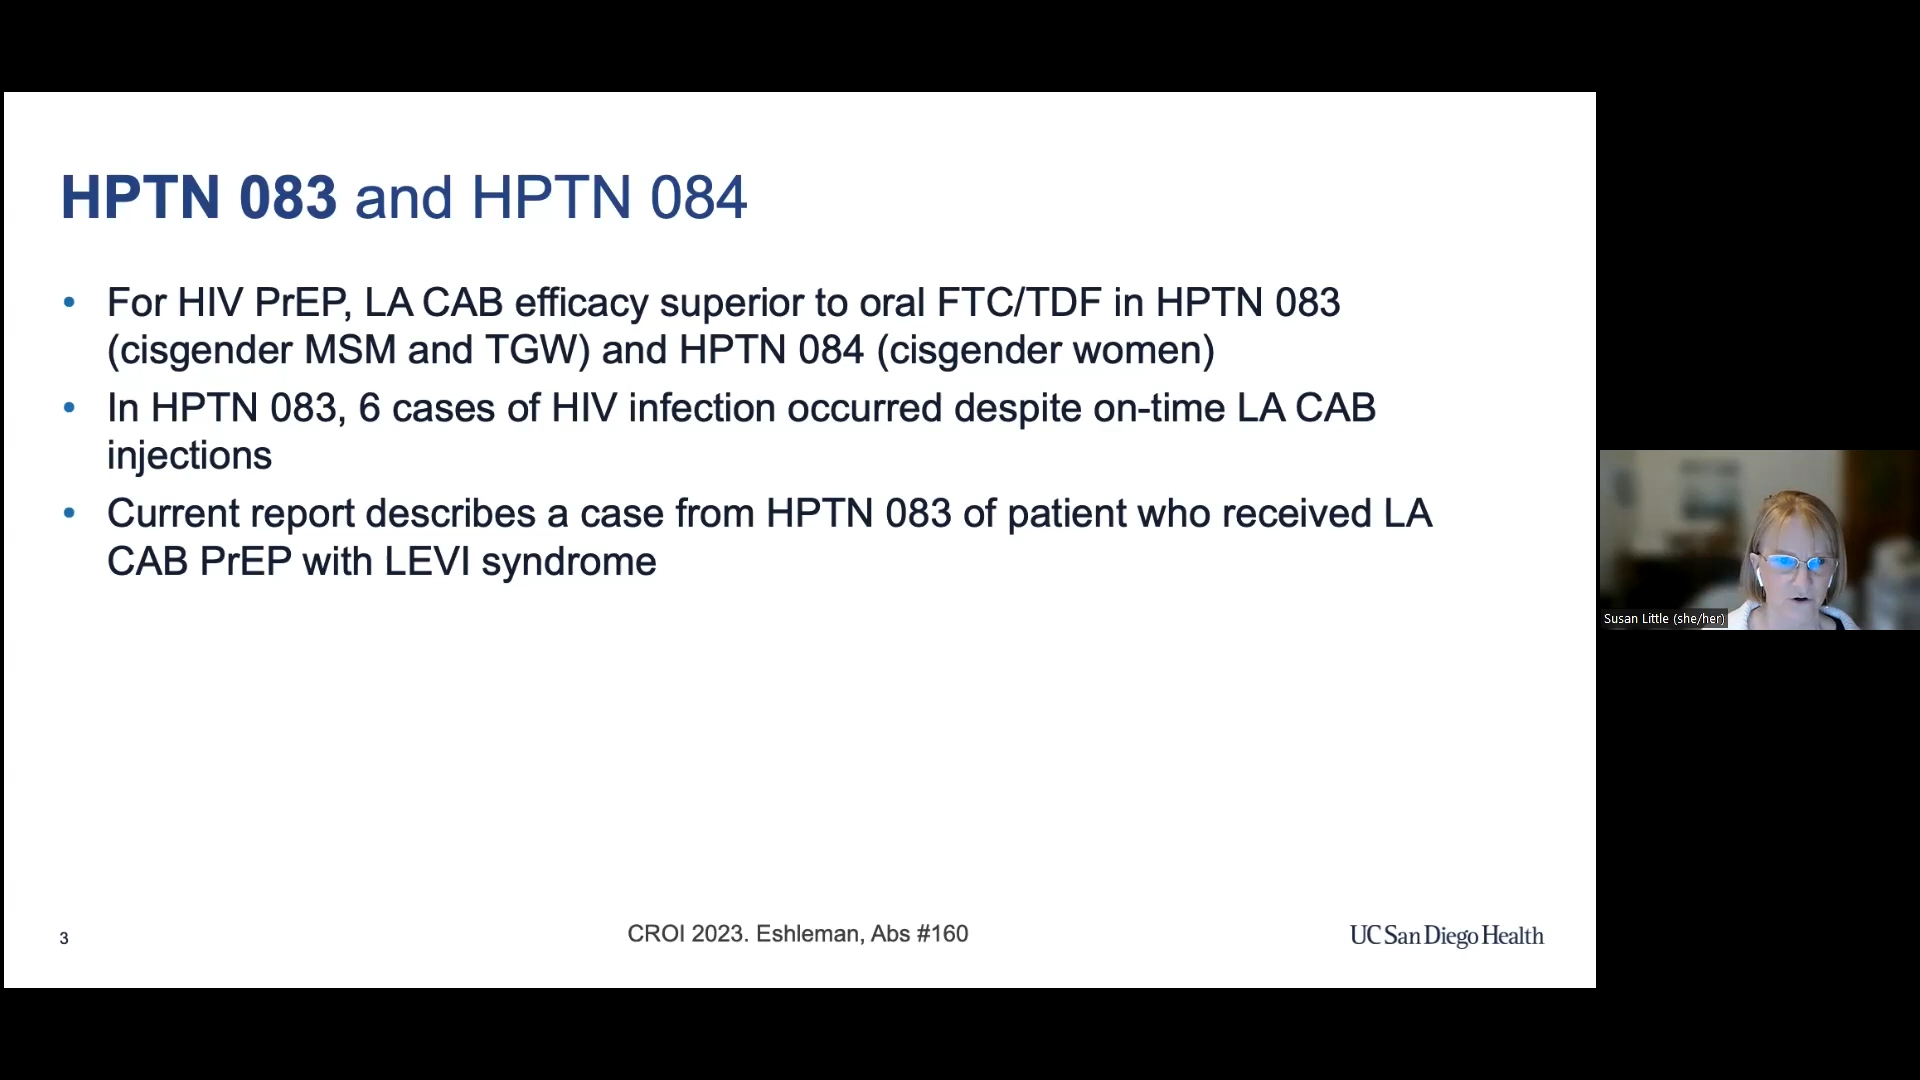 HPTN 083 and HPTN 084
• For HIV PrEP, LA CAB efficacy superior to oral FTC/TDF in HPTN 083
(cisgender MSM and TGW) and HPTN 084 (cisgender women)
• In HPTN 083, 6 cases of HIV infection occurred despite on-time LA CAB
injections
• Current report describes a case from HPTN 083 of patient who received LA
CAB PrEP with LEVI syndrome
Susan Little (she/her)
3
CROI 2023. Eshleman, Abs #160
UC San Diego Health